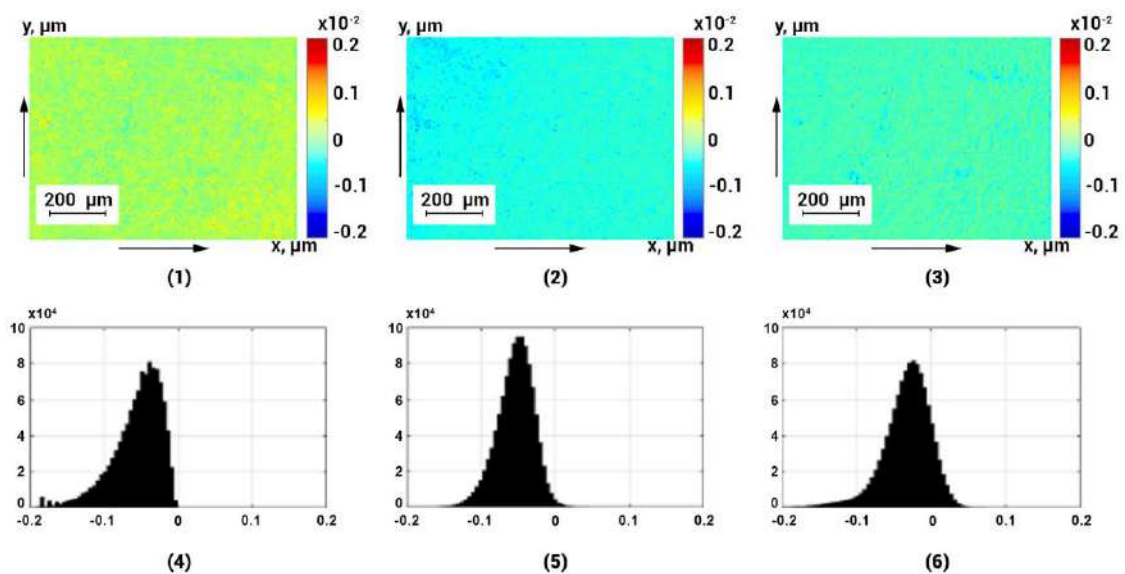 y, µm x10⁻² y, µm x10⁻² y, µm x10⁻²
0.2 0.2 0.2
0.1 0.1 0.1
0 0 0
-0.1 -0.1 -0.1
200 µm 200 µm 200 µm
-0.2 -0.2 -0.2
x, µm x, µm x, µm
(1) (2) (3)
x10⁴ x10⁴ x10⁴
10 10 10
8 8 8
6 6 6
4 4 4
2 2 2
0 0 0
-0.2 -0.1 0 0.1 0.2 -0.2 -0.1 0 0.1 0.2 -0.2 -0.1 0 0.1 0.2
(4) (5) (6)